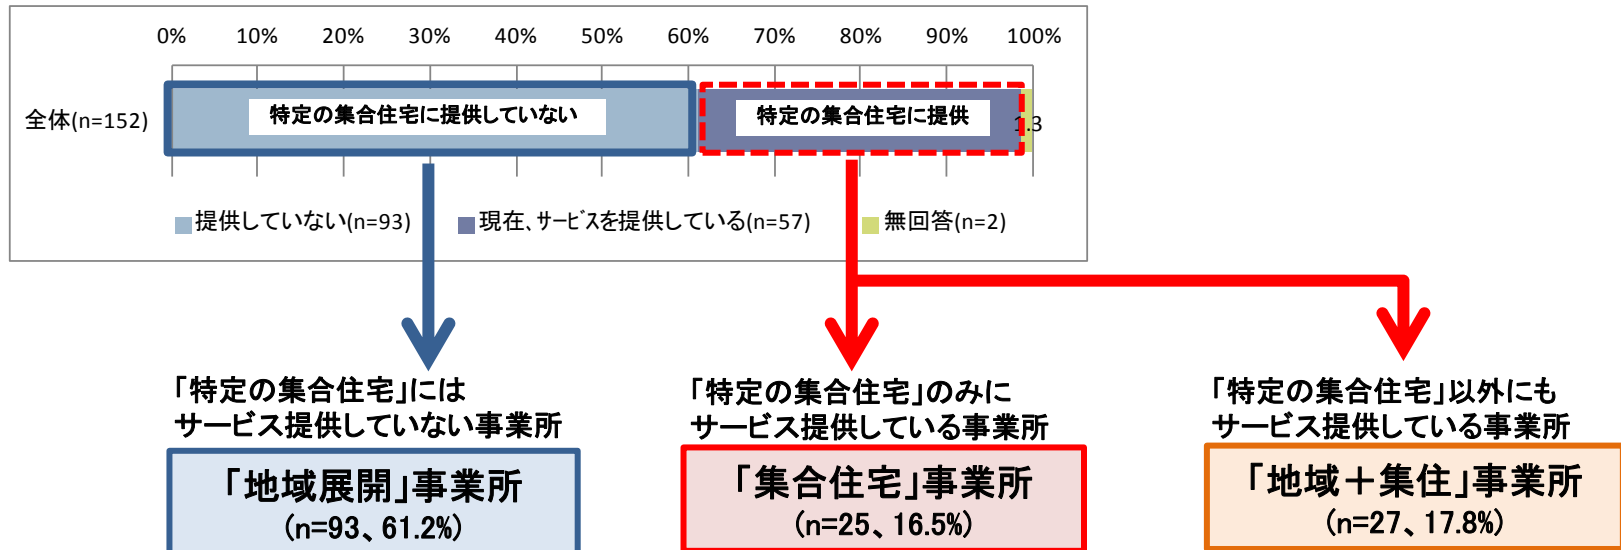 0% 10% 20% 30% 40% 50% 60% 70% 80% 90% 100%
全体(n=152)
特定の集合住宅に提供していない
特定の集合住宅に提供
1.3
提供していない(n=93)
現在、サービスを提供している(n=57)
無回答(n=2)
「特定の集合住宅」には
サービス提供していない事業所
「地域展開」事業所
(n=93、61.2%)
「特定の集合住宅」のみに
サービス提供している事業所
「集合住宅」事業所
(n=25、16.5%)
「特定の集合住宅」以外にも
サービス提供している事業所
「地域＋集住」事業所
(n=27、17.8%)